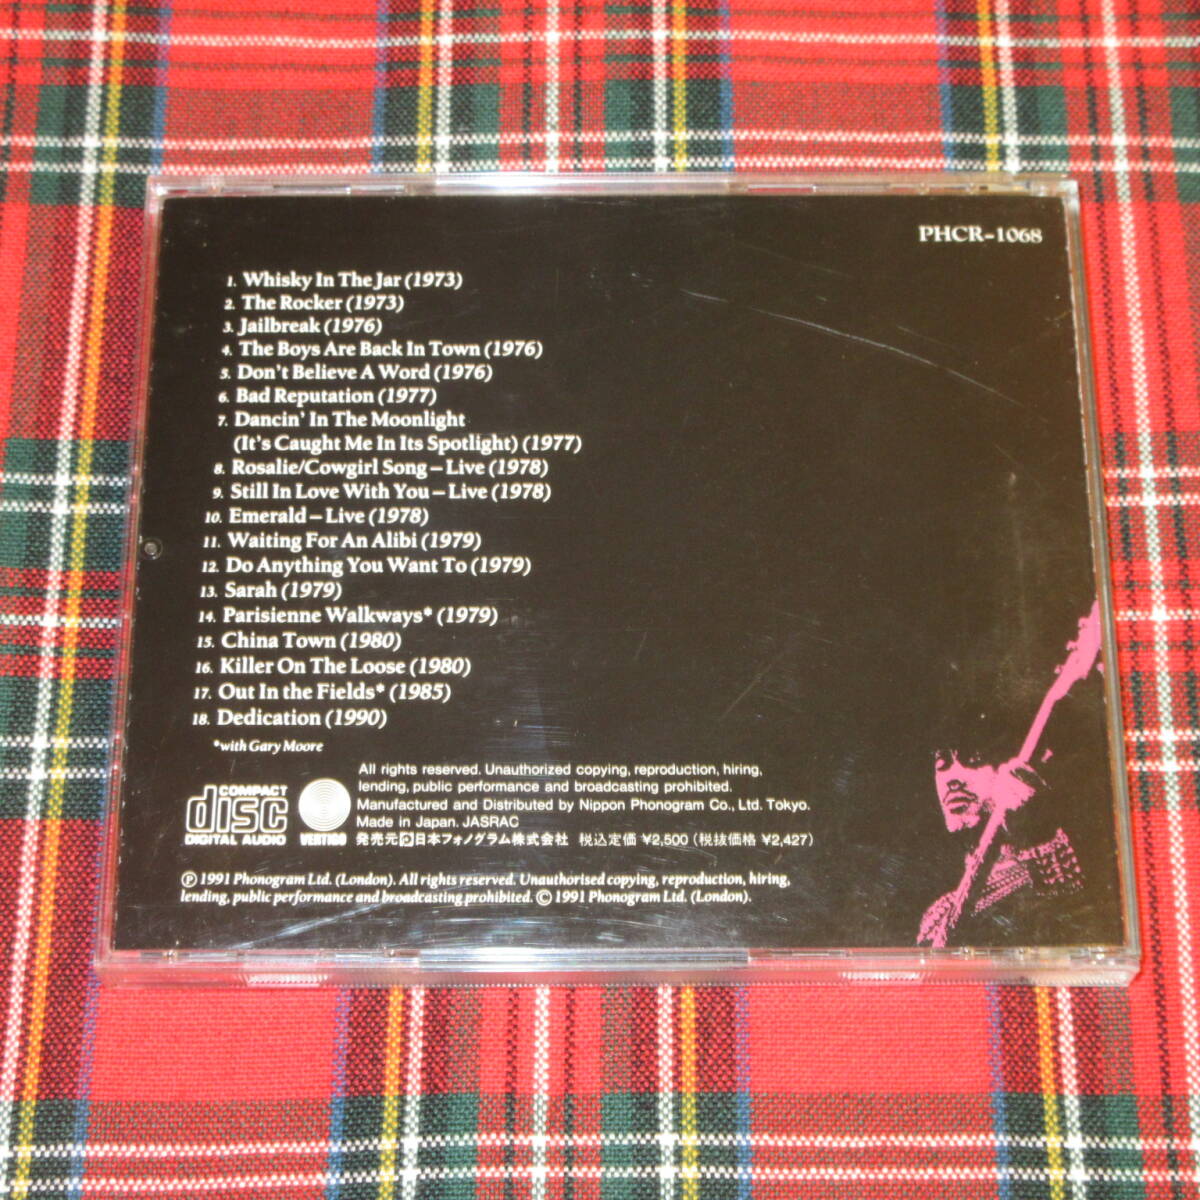 PHCR-1068
1. Whisky In The Jar (1973)
2. The Rocker (1973)
3. Jailbreak (1976)
4. The Boys Are Back In Town (1976)
5. Don't Believe A Word (1976)
6. Bad Reputation (1977)
7. Dancin' In The Moonlight
(It's Caught Me In Its Spotlight) (1977)
8. Rosalie/Cowgirl Song – Live (1978)
9. Still In Love With You – Live (1978)
10. Emerald – Live (1978)
11. Waiting For An Alibi (1979)
12. Do Anything You Want To (1979)
13. Sarah (1979)
14. Parisienne Walkways* (1979)
15. China Town (1980)
16. Killer On The Loose (1980)
17. Out In the Fields* (1985)
18. Dedication (1990)
*with Gary Moore
COMPACT
disc
DIGITAL AUDIO
VERTIGO
All rights reserved. Unauthorized copying, reproduction, hiring,
lending, public performance and broadcasting prohibited.
Manufactured and Distributed by Nippon Phonogram Co., Ltd. Tokyo.
Made in Japan. JASRAC
発売元 P 日本フォノグラム株式会社 税込定価 ¥2,500 (税抜価格 ¥2,427)
Ⓟ 1991 Phonogram Ltd. (London). All rights reserved. Unauthorised copying, reproduction, hiring,
lending, public performance and broadcasting prohibited. © 1991 Phonogram Ltd. (London).